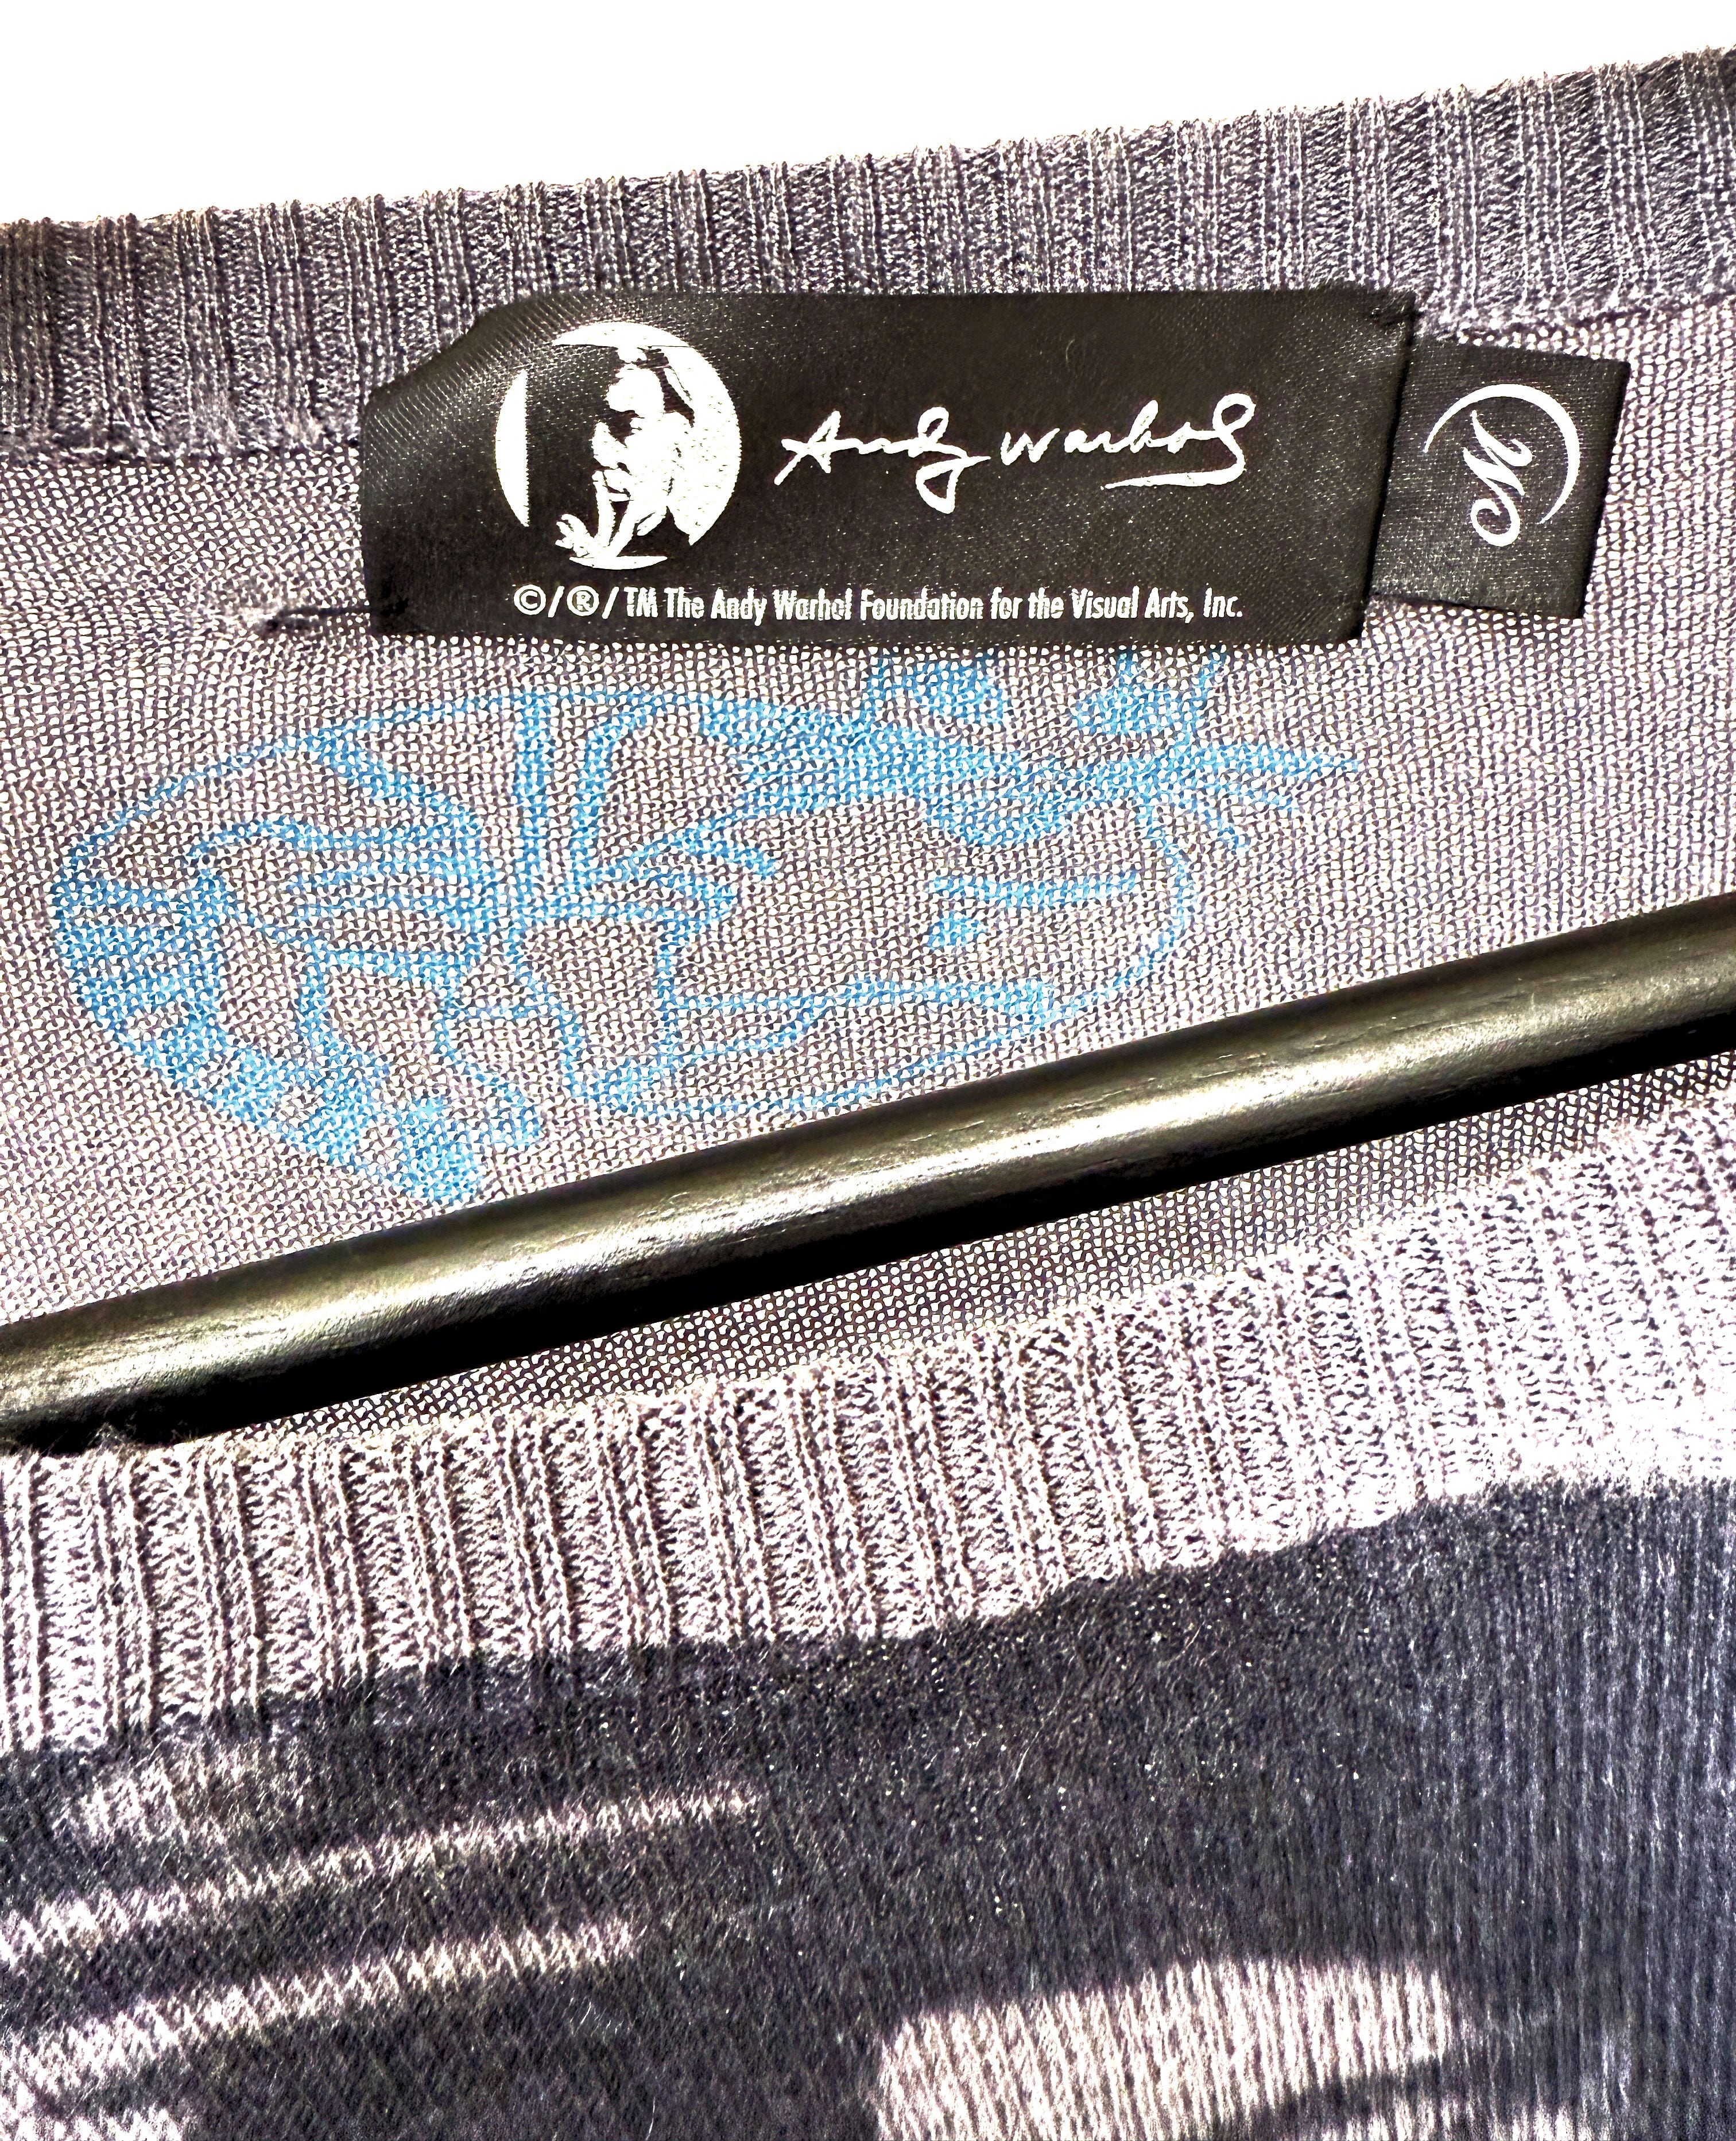 Andy Warhol
M
©/®/TM The Andy Warhol Foundation for the Visual Arts, Inc.